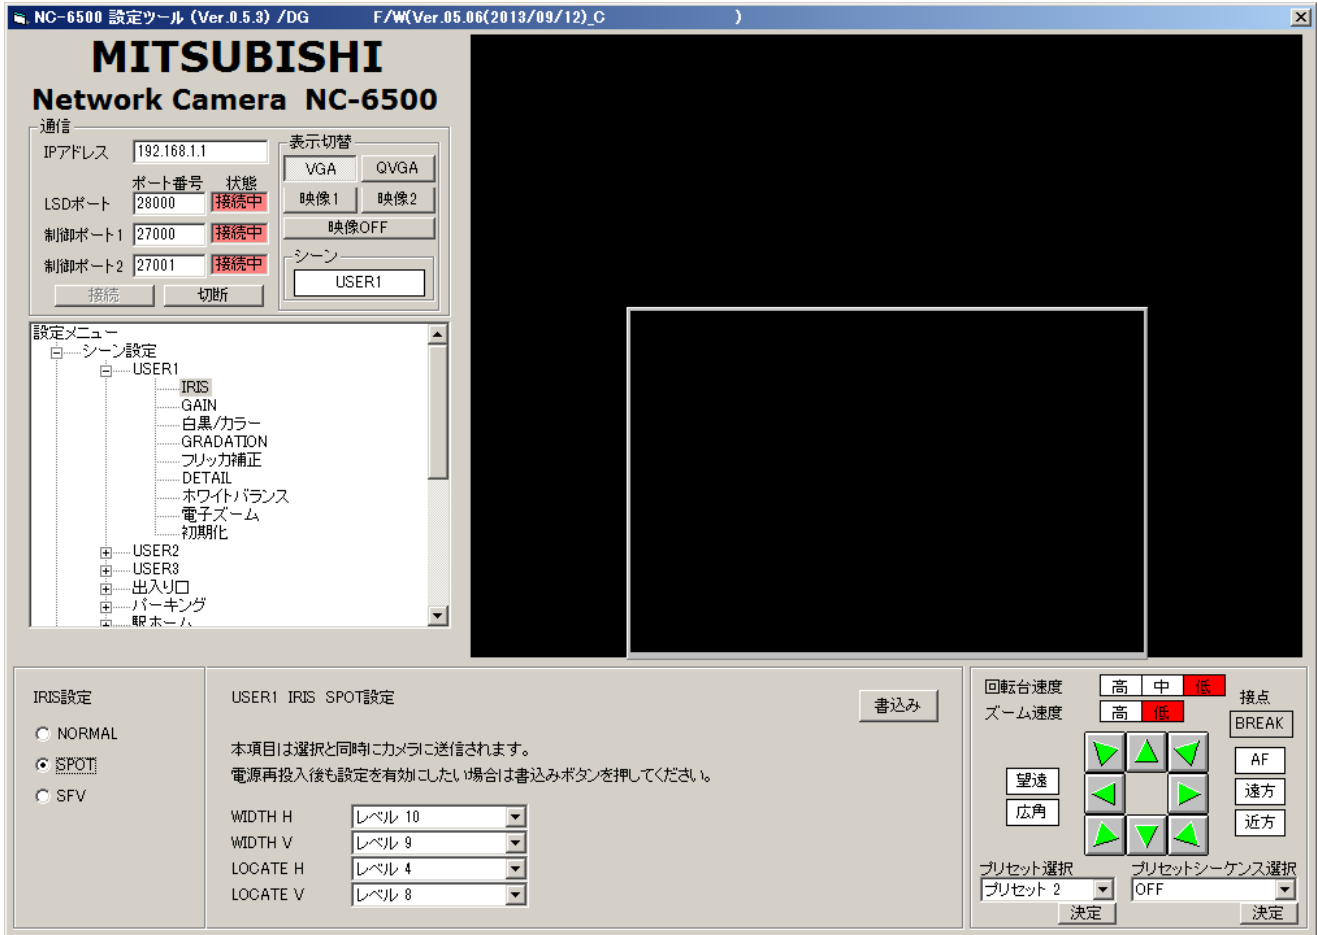 NC-6500 設定ツール (Ver.0.5.3) /DG F/W(Ver.05.06(2013/09/12)_C )
MITSUBISHI
Network Camera NC-6500
通信
IPアドレス 192.168.1.1
ポート番号 状態
LSDポート 28000 接続中
制御ポート1 27000 接続中
制御ポート2 27001 接続中
接続 切断
表示切替
VGA QVGA
映像1 映像2
映像OFF
シーン
USER1
設定メニュー
シーン設定
USER1
IRIS
GAIN
白黒/カラー
GRADATION
フリッカ補正
DETAIL
ホワイトバランス
電子ズーム
初期化
USER2
USER3
出入り口
パーキング
駅ホーム
IRIS設定
NORMAL
SPOT
SFV
USER1 IRIS SPOT設定
書込み
本項目は選択と同時にカメラに送信されます。
電源再投入後も設定を有効にしたい場合は書込みボタンを押してください。
WIDTH H レベル 10
WIDTH V レベル 9
LOCATE H レベル 4
LOCATE V レベル 8
回転台速度 高 中 低
ズーム速度 高 低
接点
BREAK
望遠
広角
AF
遠方
近方
プリセット選択
プリセット 2
決定
プリセットシーケンス選択
OFF
決定